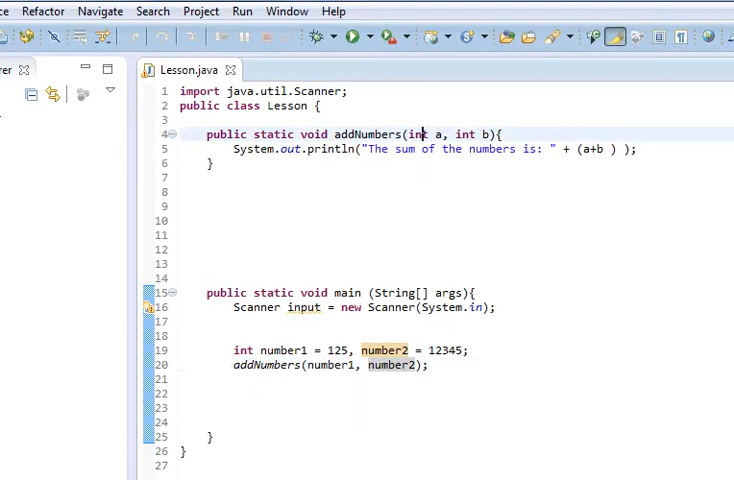 Refactor Navigate Search Project Run Window Help
Lesson.java
1 import java.util.Scanner;
2 public class Lesson {
3
4 public static void addNumbers(int a, int b){
5 System.out.println("The sum of the numbers is: " + (a+b ) );
6 }
7
8
9
10
11
12
13
14
15 public static void main (String[] args){
16 Scanner input = new Scanner(System.in);
17
18
19 int number1 = 125, number2 = 12345;
20 addNumbers(number1, number2);
21
22
23
24
25 }
26 }
27